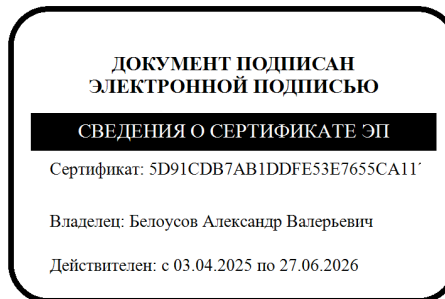 ДОКУМЕНТ ПОДПИСАН
ЭЛЕКТРОННОЙ ПОДПИСЬЮ
СВЕДЕНИЯ О СЕРТИФИКАТЕ ЭП
Сертификат: 5D91CDB7AB1DDFE53E7655CA11
Владелец: Белоусов Александр Валерьевич
Действителен: с 03.04.2025 по 27.06.2026